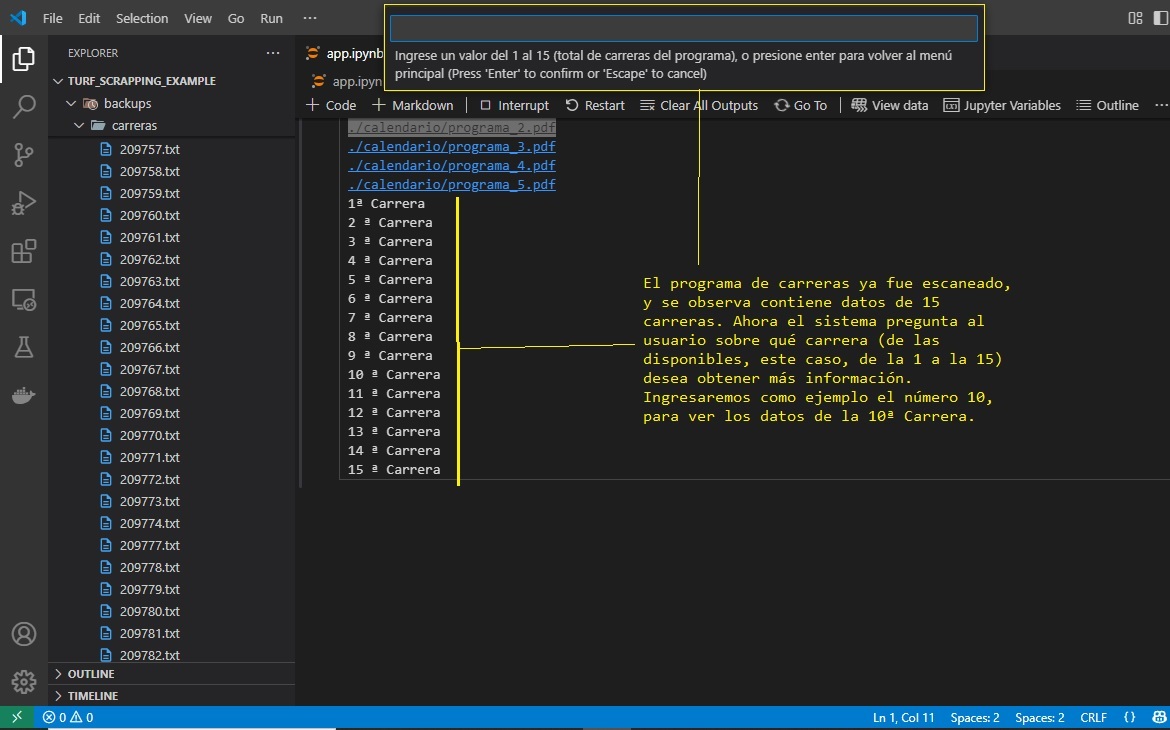 File Edit Selection View Go Run ···
Ingrese un valor del 1 al 15 (total de carreras del programa), o presione enter para volver al menú
principal (Press 'Enter' to confirm or 'Escape' to cancel)
EXPLORER ···
TURF_SCRAPPING_EXAMPLE
backups
carreras
209757.txt
209758.txt
209759.txt
209760.txt
209761.txt
209762.txt
209763.txt
209764.txt
209765.txt
209766.txt
209767.txt
209768.txt
209769.txt
209770.txt
209771.txt
209772.txt
209773.txt
209774.txt
209777.txt
209778.txt
209779.txt
209780.txt
209781.txt
209782.txt
OUTLINE
TIMELINE
app.ipynb
app.ipyn
Code Markdown Interrupt Restart Clear All Outputs Go To View data Jupyter Variables Outline ···
./calendario/programa_2.pdf
./calendario/programa_3.pdf
./calendario/programa_4.pdf
./calendario/programa_5.pdf
1ª Carrera
2 ª Carrera
3 ª Carrera
4 ª Carrera
5 ª Carrera
6 ª Carrera
7 ª Carrera
8 ª Carrera
9 ª Carrera
10 ª Carrera
11 ª Carrera
12 ª Carrera
13 ª Carrera
14 ª Carrera
15 ª Carrera
El programa de carreras ya fue escaneado,
y se observa contiene datos de 15
carreras. Ahora el sistema pregunta al
usuario sobre qué carrera (de las
disponibles, este caso, de la 1 a la 15)
desea obtener más información.
Ingresaremos como ejemplo el número 10,
para ver los datos de la 10ª Carrera.
0 0 Ln 1, Col 11 Spaces: 2 Spaces: 2 CRLF {}